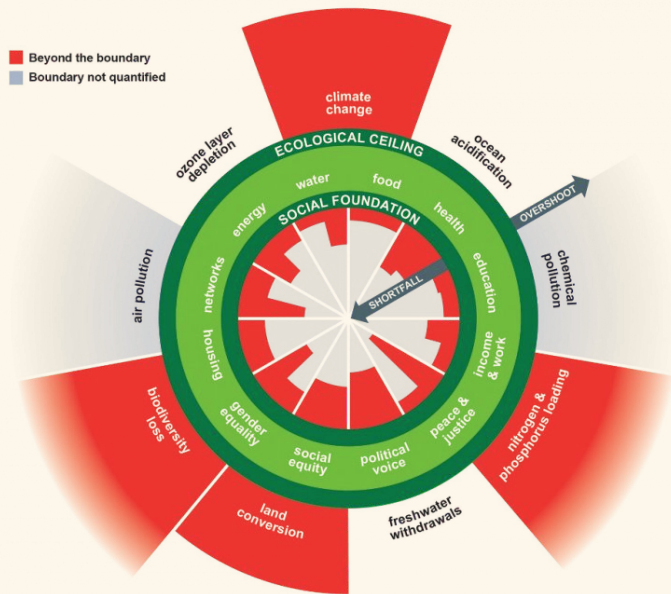 Beyond the boundary
Boundary not quantified
climate
change
ozone layer
depletion
ocean
acidification
ECOLOGICAL CEILING
water
food
energy
health
SOCIAL FOUNDATION
OVERSHOOT
SHORTFALL
air pollution
chemical
pollution
networks
education
housing
income
& work
gender
equality
peace &
justice
social
equity
political
voice
biodiversity
loss
nitrogen &
phosphorus loading
land
conversion
freshwater
withdrawals